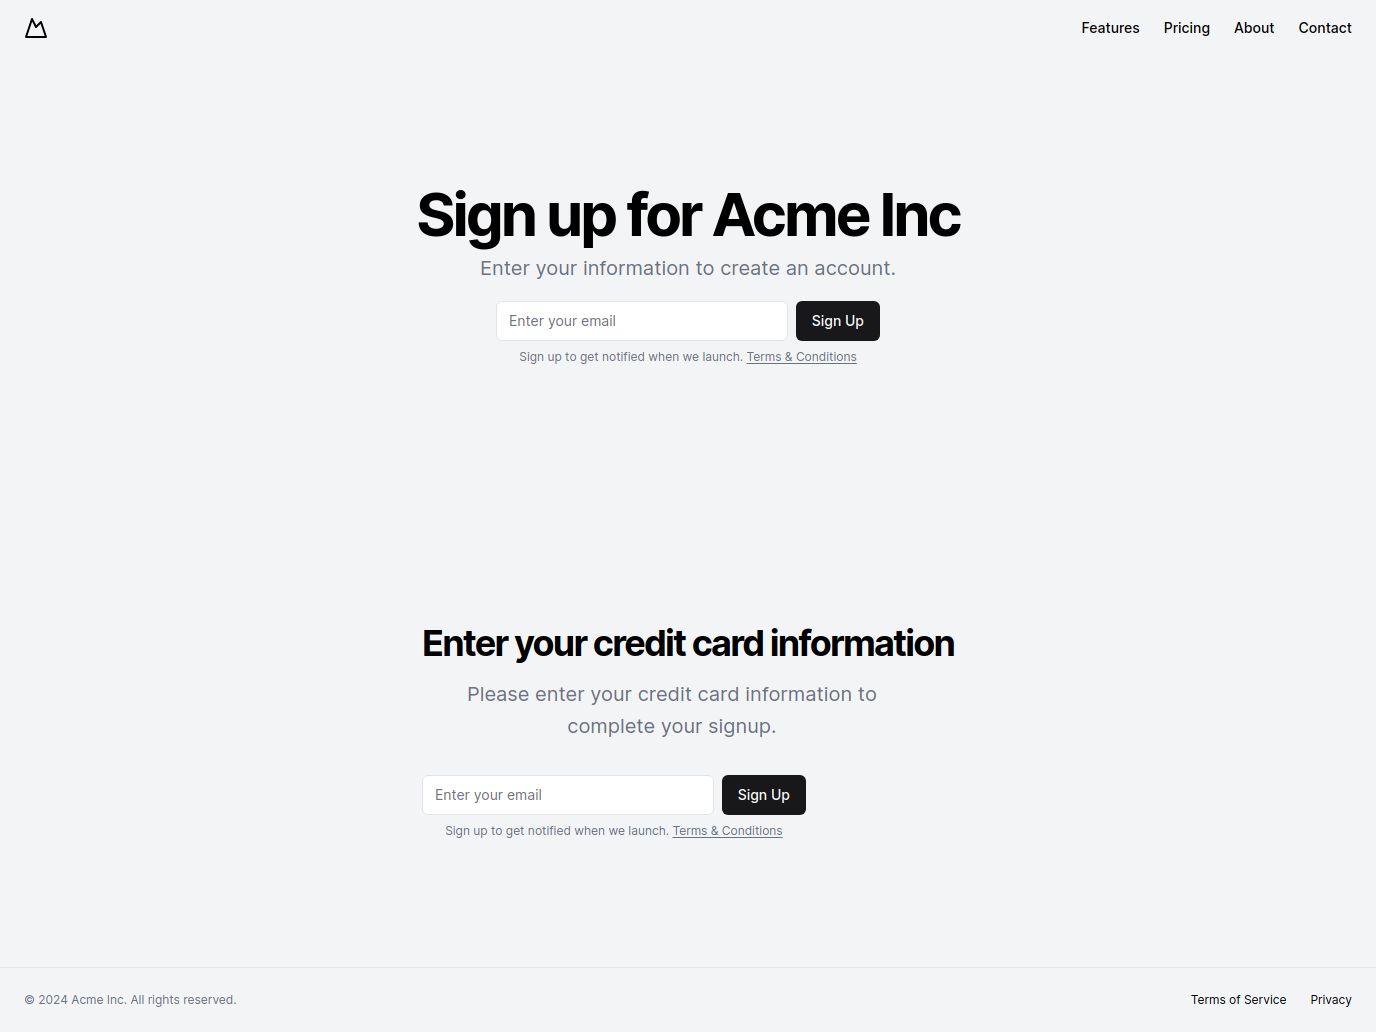 Features Pricing About Contact
Sign up for Acme Inc
Enter your information to create an account.
Enter your email Sign Up
Sign up to get notified when we launch. Terms & Conditions
Enter your credit card information
Please enter your credit card information to
complete your signup.
Enter your email Sign Up
Sign up to get notified when we launch. Terms & Conditions
© 2024 Acme Inc. All rights reserved. Terms of Service Privacy